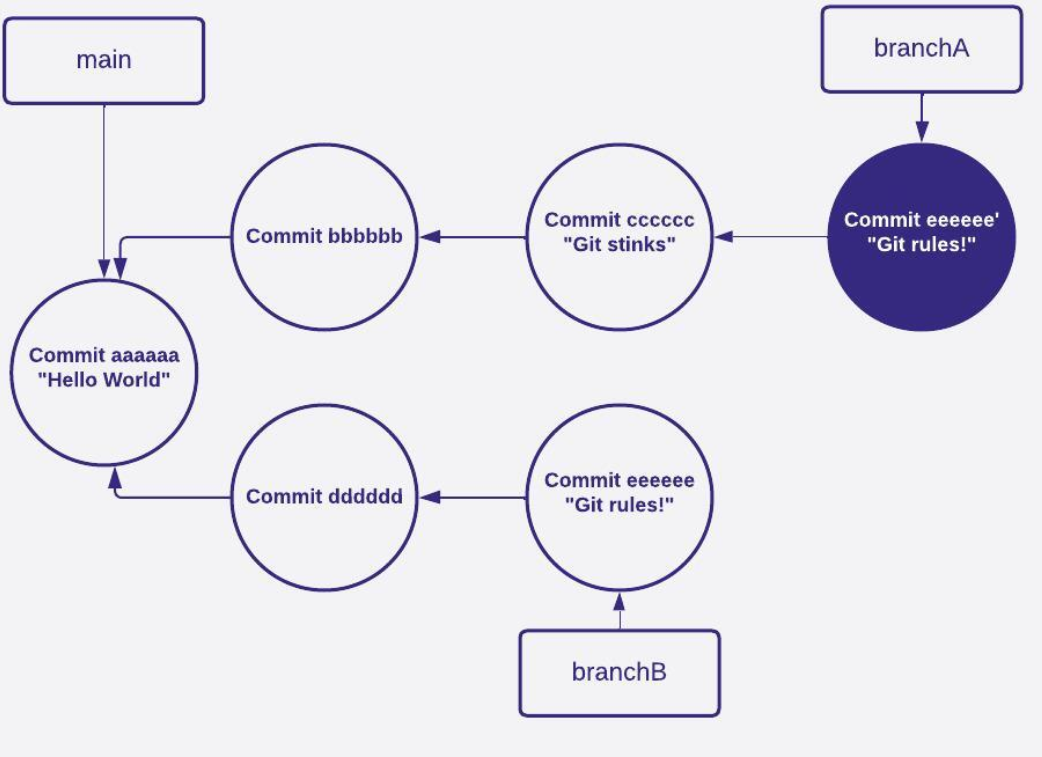 main
branchA
Commit bbbbbb
Commit cccccc
"Git stinks"
Commit eeeeee'
"Git rules!"
Commit aaaaaa
"Hello World"
Commit dddddd
Commit eeeeee
"Git rules!"
branchB